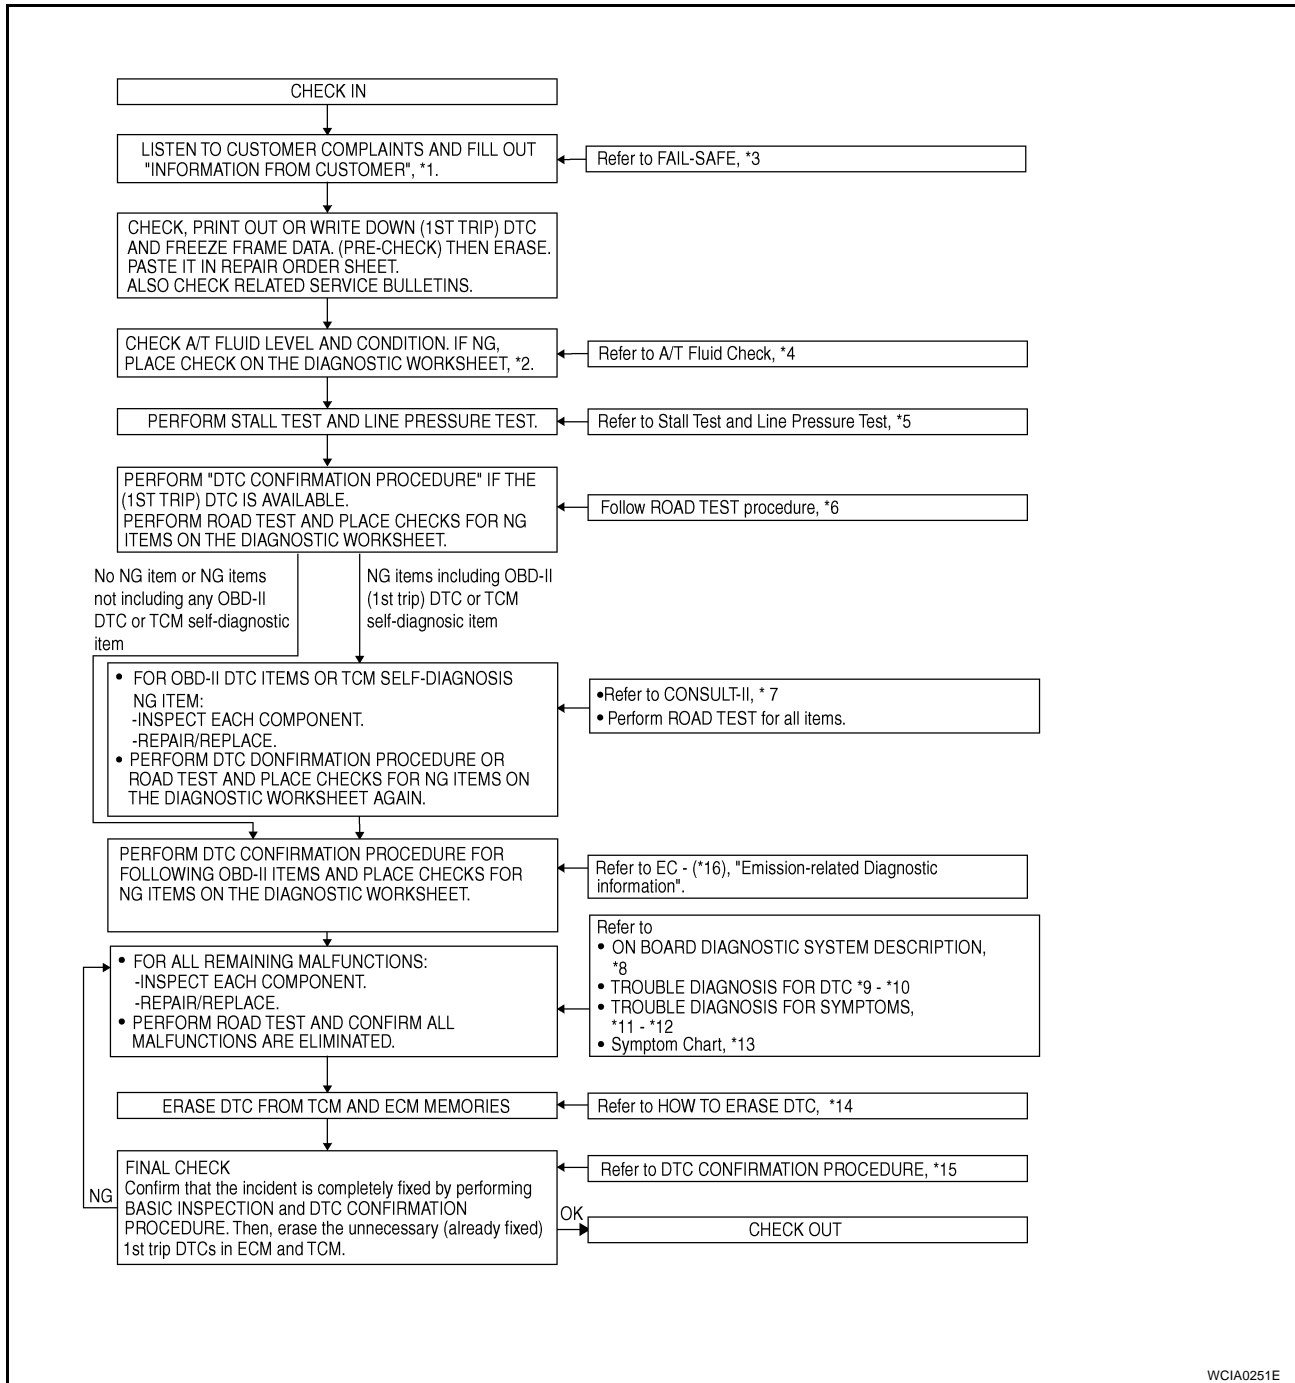 CHECK IN
LISTEN TO CUSTOMER COMPLAINTS AND FILL OUT
"INFORMATION FROM CUSTOMER", *1.
Refer to FAIL-SAFE, *3
CHECK, PRINT OUT OR WRITE DOWN (1ST TRIP) DTC
AND FREEZE FRAME DATA. (PRE-CHECK) THEN ERASE.
PASTE IT IN REPAIR ORDER SHEET.
ALSO CHECK RELATED SERVICE BULLETINS.
CHECK A/T FLUID LEVEL AND CONDITION. IF NG,
PLACE CHECK ON THE DIAGNOSTIC WORKSHEET, *2.
Refer to A/T Fluid Check, *4
PERFORM STALL TEST AND LINE PRESSURE TEST.
Refer to Stall Test and Line Pressure Test, *5
PERFORM "DTC CONFIRMATION PROCEDURE" IF THE
(1ST TRIP) DTC IS AVAILABLE.
PERFORM ROAD TEST AND PLACE CHECKS FOR NG
ITEMS ON THE DIAGNOSTIC WORKSHEET.
Follow ROAD TEST procedure, *6
No NG item or NG items
not including any OBD-II
DTC or TCM self-diagnostic
item
NG items including OBD-II
(1st trip) DTC or TCM
self-diagnosic item
• FOR OBD-II DTC ITEMS OR TCM SELF-DIAGNOSIS
NG ITEM:
-INSPECT EACH COMPONENT.
-REPAIR/REPLACE.
• PERFORM DTC DONFIRMATION PROCEDURE OR
ROAD TEST AND PLACE CHECKS FOR NG ITEMS ON
THE DIAGNOSTIC WORKSHEET AGAIN.
•Refer to CONSULT-II, * 7
• Perform ROAD TEST for all items.
PERFORM DTC CONFIRMATION PROCEDURE FOR
FOLLOWING OBD-II ITEMS AND PLACE CHECKS FOR
NG ITEMS ON THE DIAGNOSTIC WORKSHEET.
Refer to EC - (*16), "Emission-related Diagnostic
information".
• FOR ALL REMAINING MALFUNCTIONS:
-INSPECT EACH COMPONENT.
-REPAIR/REPLACE.
• PERFORM ROAD TEST AND CONFIRM ALL
MALFUNCTIONS ARE ELIMINATED.
Refer to
• ON BOARD DIAGNOSTIC SYSTEM DESCRIPTION,
*8
• TROUBLE DIAGNOSIS FOR DTC *9 - *10
• TROUBLE DIAGNOSIS FOR SYMPTOMS,
*11 - *12
• Symptom Chart, *13
ERASE DTC FROM TCM AND ECM MEMORIES
Refer to HOW TO ERASE DTC, *14
FINAL CHECK
Confirm that the incident is completely fixed by performing
BASIC INSPECTION and DTC CONFIRMATION
PROCEDURE. Then, erase the unnecessary (already fixed)
1st trip DTCs in ECM and TCM.
Refer to DTC CONFIRMATION PROCEDURE, *15
NG
OK
CHECK OUT
WCIA0251E